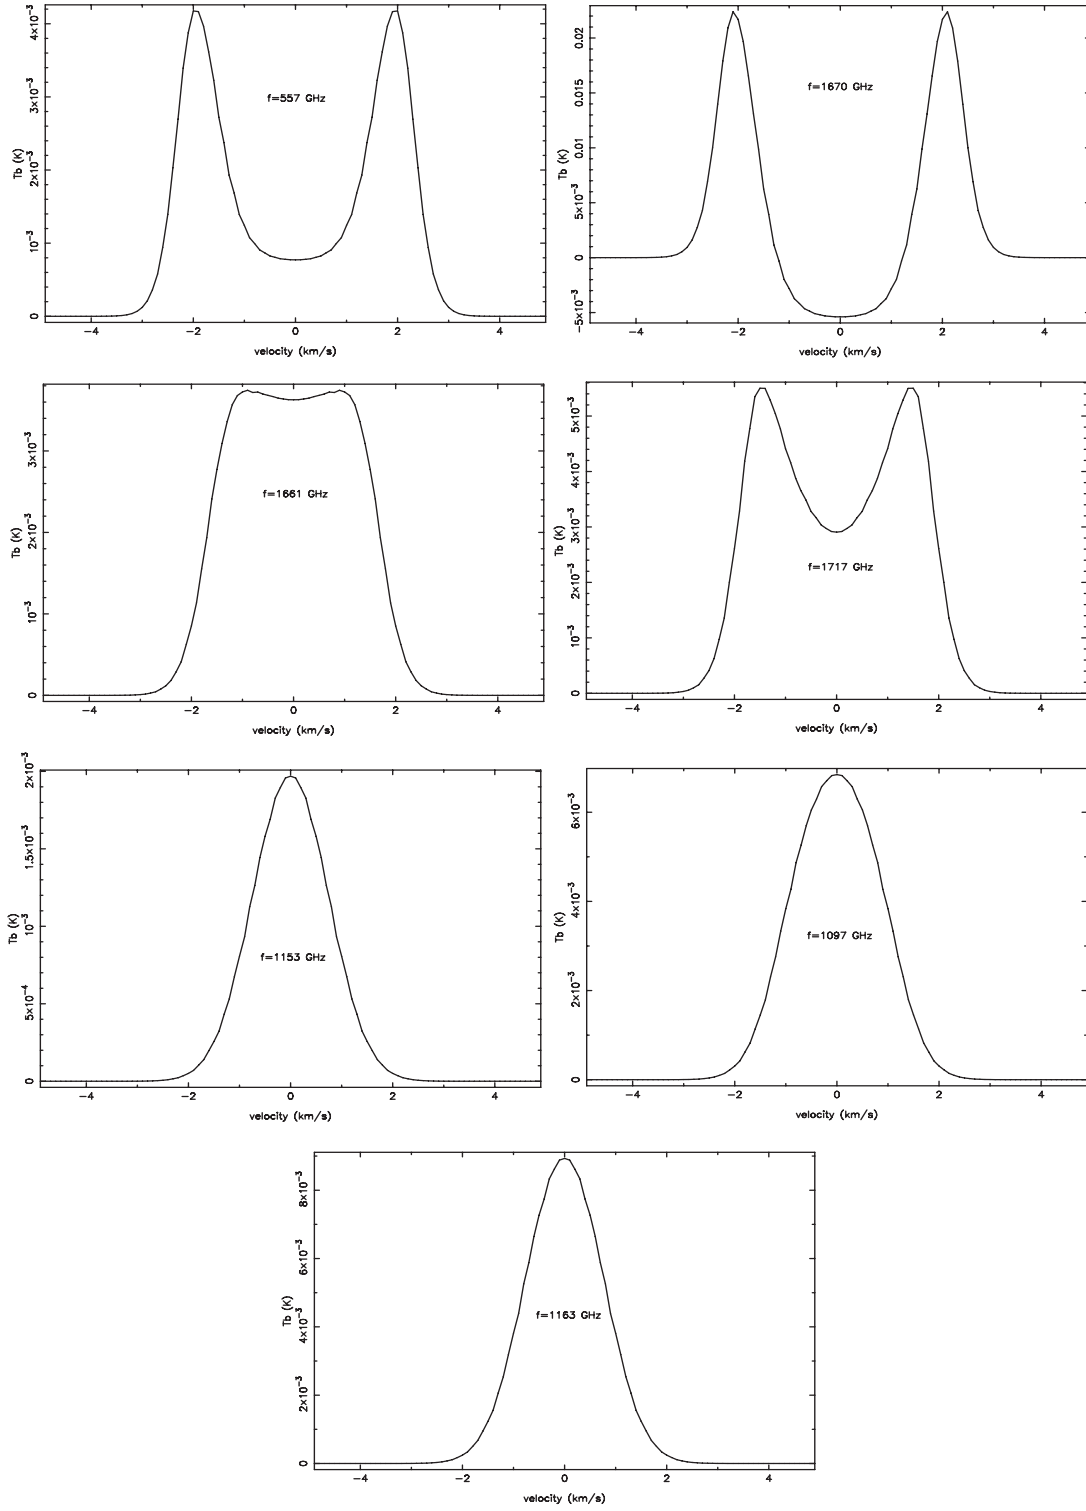 4×10⁻³
3×10⁻³
2×10⁻³
10⁻³
0
Tb (K)
f=557 GHz
−4 −2 0 2 4
velocity (km/s)
0.02
0.015
0.01
5×10⁻³
0
−5×10⁻³
Tb (K)
f=1670 GHz
−4 −2 0 2 4
velocity (km/s)
3×10⁻³
2×10⁻³
10⁻³
0
Tb (K)
f=1661 GHz
−4 −2 0 2 4
velocity (km/s)
5×10⁻³
4×10⁻³
3×10⁻³
2×10⁻³
10⁻³
0
Tb (K)
f=1717 GHz
−4 −2 0 2 4
velocity (km/s)
2×10⁻³
1.5×10⁻³
10⁻³
5×10⁻⁴
0
Tb (K)
f=1153 GHz
−4 −2 0 2 4
velocity (km/s)
6×10⁻³
4×10⁻³
2×10⁻³
0
Tb (K)
f=1097 GHz
−4 −2 0 2 4
velocity (km/s)
8×10⁻³
6×10⁻³
4×10⁻³
2×10⁻³
0
Tb (K)
f=1163 GHz
−4 −2 0 2 4
velocity (km/s)